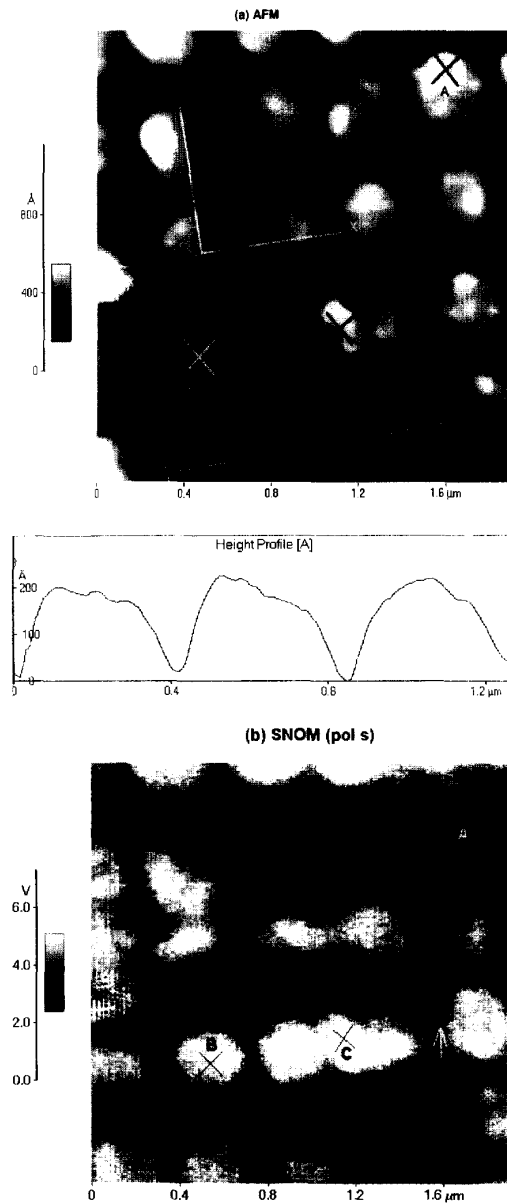 (a) AFM
A
Å
800
400
0
0 0.4 0.8 1.2 1.6 µm
Height Profile [A]
Å
200
100
0
0 0.4 0.8 1.2 µm
(b) SNOM (pol s)
A
V
6.0
4.0
2.0
0.0
B
C
0 0.4 0.8 1.2 1.6 µm